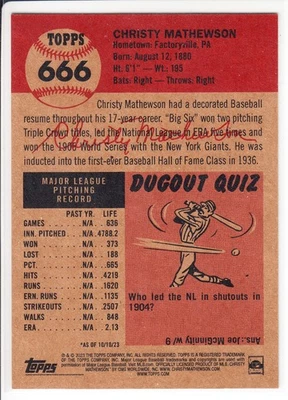 TOPPS
666
CHRISTY MATHEWSON
Hometown: Factoryville, PA
Born: August 12, 1880
Ht: 6'1" — Wt: 195
Bats: Right - Throws: Right
Christy Mathewson had a decorated Baseball
resume throughout his 17-year career. "Big Six" won two pitching
Triple Crown titles, led the National League in ERA five times and
won the 1905 World Series with the New York Giants. He was
inducted into the first-ever Baseball Hall of Fame Class in 1936.
Christy Mathewson
MAJOR LEAGUE
PITCHING
RECORD
PAST YR. LIFE
GAMES N/A 636
INN. PITCHED N/A 4788.2
WON N/A 373
LOST N/A 188
PCT. N/A .665
HITS N/A 4219
RUNS N/A 1620
ERN. RUNS N/A 1135
STRIKEOUTS N/A 2507
WALKS N/A 848
ERA N/A 2.13
*AS OF 10/10/23
DUGOUT QUIZ
Who led the NL in shutouts in
1904?
Ans.: Joe McGinnity w/ 9
Topps
WWW.TOPPS.COM